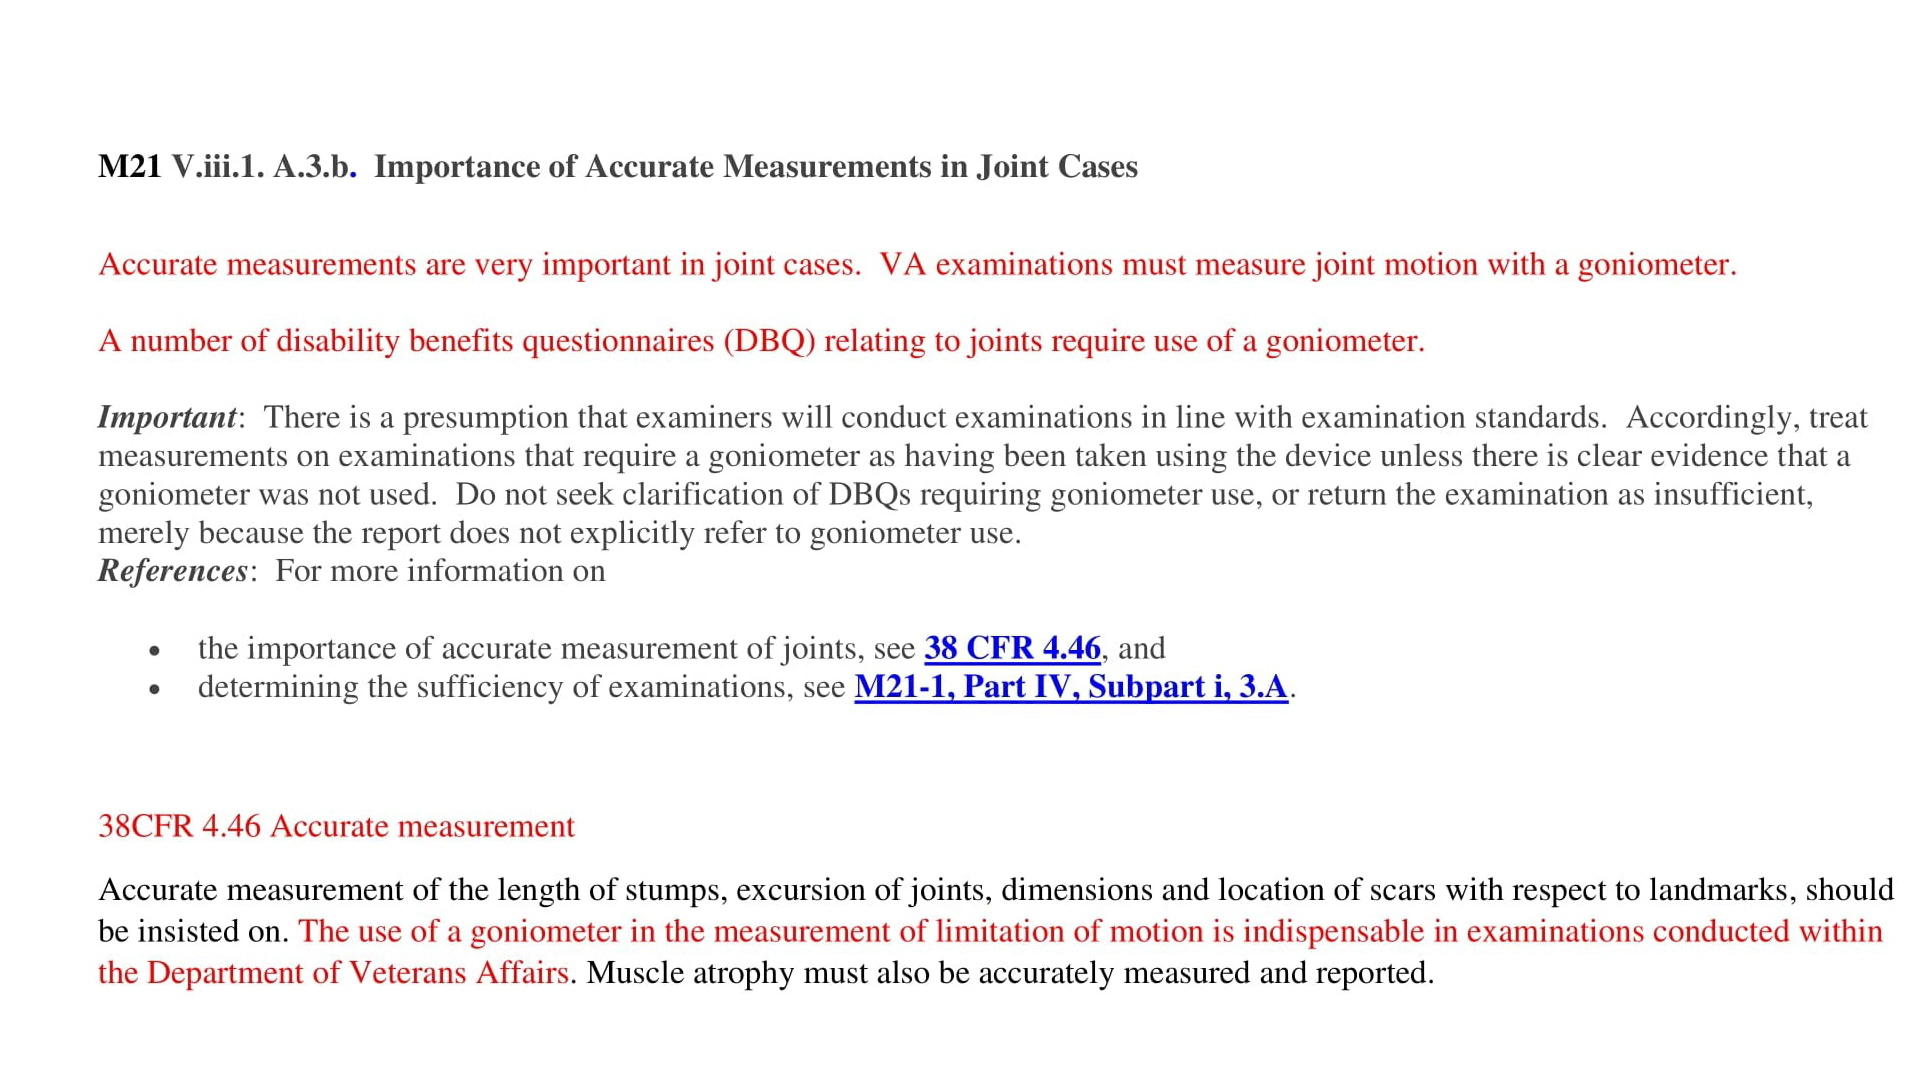 M21 V.iii.1. A.3.b.  Importance of Accurate Measurements in Joint Cases
Accurate measurements are very important in joint cases.  VA examinations must measure joint motion with a goniometer.
A number of disability benefits questionnaires (DBQ) relating to joints require use of a goniometer.
Important:  There is a presumption that examiners will conduct examinations in line with examination standards.  Accordingly, treat
measurements on examinations that require a goniometer as having been taken using the device unless there is clear evidence that a
goniometer was not used.  Do not seek clarification of DBQs requiring goniometer use, or return the examination as insufficient,
merely because the report does not explicitly refer to goniometer use.
References:  For more information on
• the importance of accurate measurement of joints, see 38 CFR 4.46, and
• determining the sufficiency of examinations, see M21-1, Part IV, Subpart i, 3.A.
38CFR 4.46 Accurate measurement
Accurate measurement of the length of stumps, excursion of joints, dimensions and location of scars with respect to landmarks, should
be insisted on. The use of a goniometer in the measurement of limitation of motion is indispensable in examinations conducted within
the Department of Veterans Affairs. Muscle atrophy must also be accurately measured and reported.